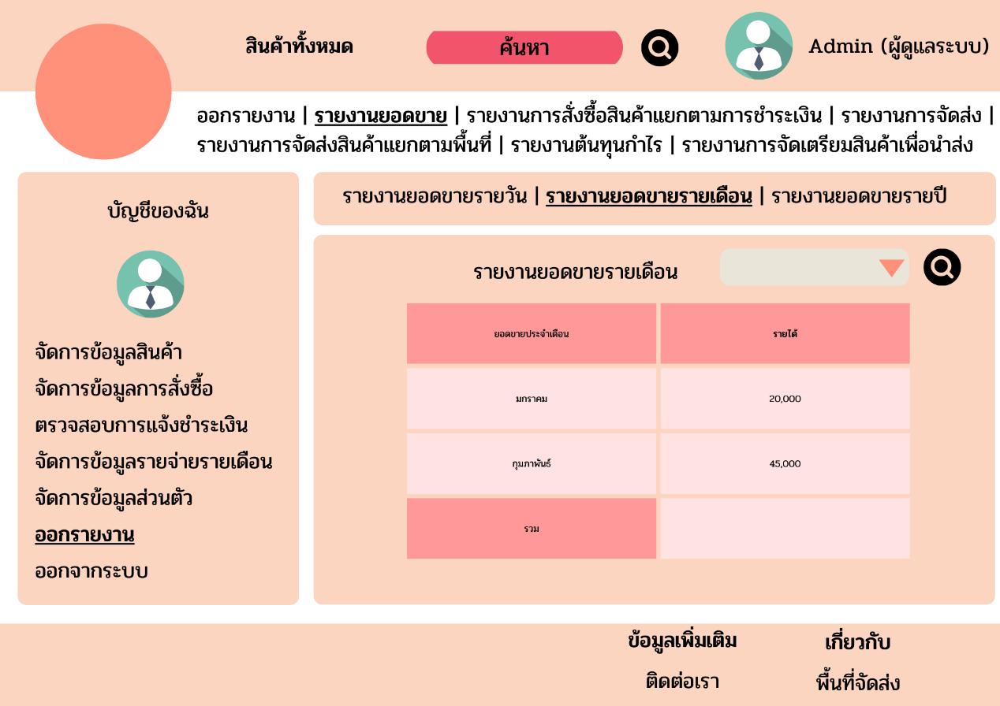 สินค้าทั้งหมด
ค้นหา
Admin (ผู้ดูแลระบบ)
ออกรายงาน | รายงานยอดขาย | รายงานการสั่งซื้อสินค้าแยกตามการชำระเงิน | รายงานการจัดส่ง |
รายงานการจัดส่งสินค้าแยกตามพื้นที่ | รายงานต้นทุนกำไร | รายงานการจัดเตรียมสินค้าเพื่อนำส่ง
บัญชีของฉัน
จัดการข้อมูลสินค้า
จัดการข้อมูลการสั่งซื้อ
ตรวจสอบการแจ้งชำระเงิน
จัดการข้อมูลรายจ่ายรายเดือน
จัดการข้อมูลส่วนตัว
ออกรายงาน
ออกจากระบบ
รายงานยอดขายรายวัน | รายงานยอดขายรายเดือน | รายงานยอดขายรายปี
รายงานยอดขายรายเดือน
ยอดขายประจำเดือน รายได้
มกราคม 20,000
กุมภาพันธ์ 45,000
รวม
ข้อมูลเพิ่มเติม เกี่ยวกับ
ติดต่อเรา พื้นที่จัดส่ง